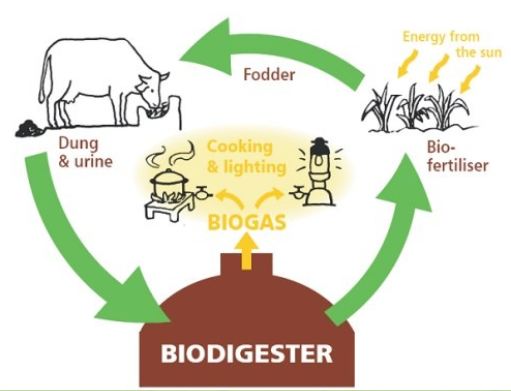 Energy from
the sun
Fodder
Dung
& urine
Cooking
& lighting
Bio-
fertiliser
BIOGAS
BIODIGESTER